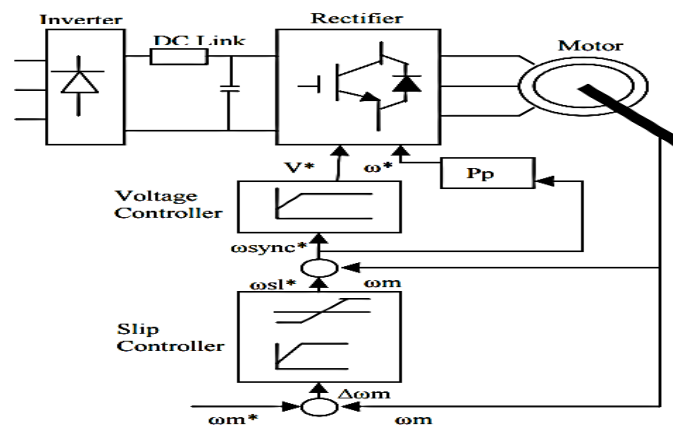 Inverter
Rectifier
DC Link
Motor
V*
ω*
Pp
Voltage
Controller
ωsync*
ωsl*
ωm
Slip
Controller
Δωm
ωm*
ωm